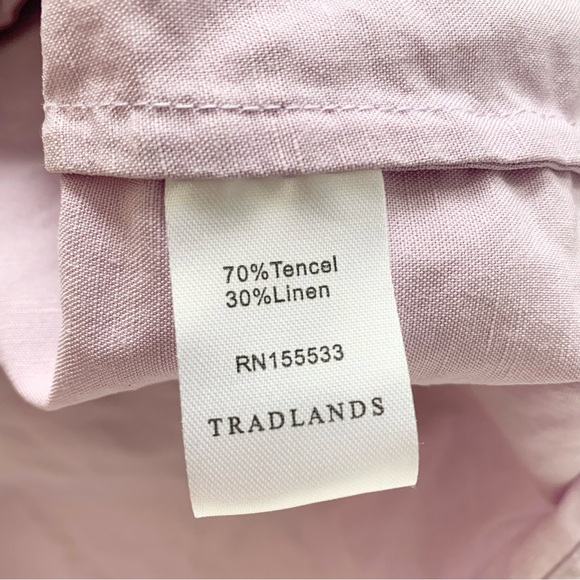 70%Tencel
30%Linen
RN155533
TRADLANDS